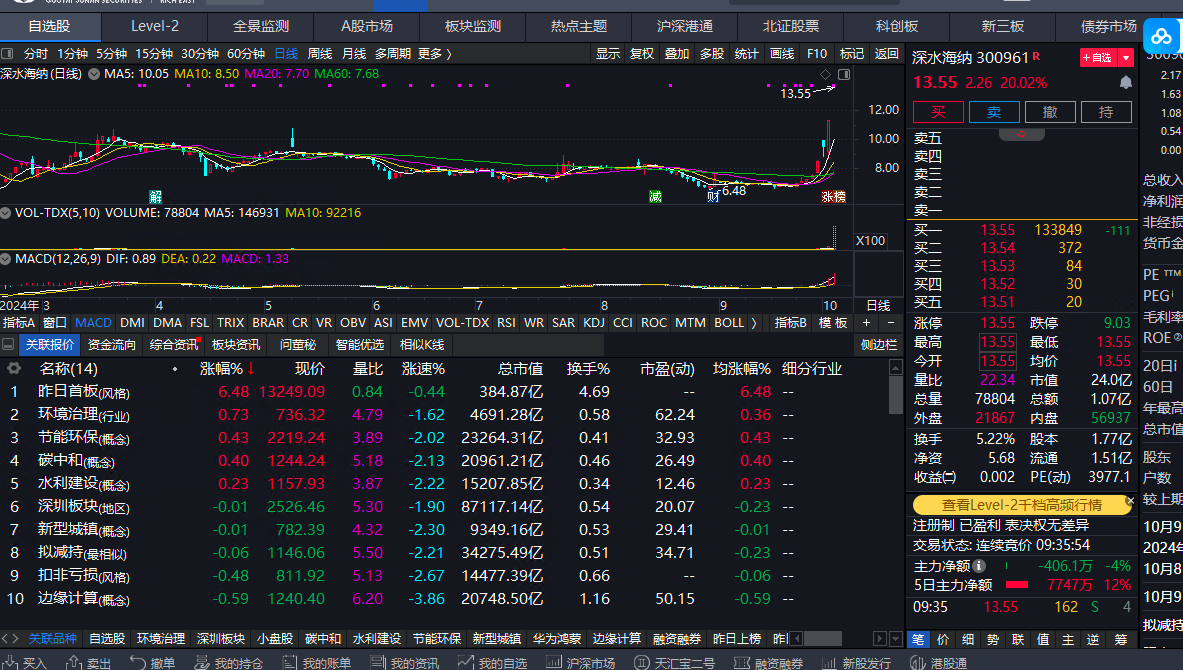 自选股 Level-2 全景监测 A股市场 板块监测 热点主题 沪深港通 北证股票 科创板 新三板 债券市场
分时 1分钟 5分钟 15分钟 30分钟 60分钟 日线 周线 月线 多周期 更多 〉 显示 复权 叠加 多股 统计 画线 F10 标记 返回
深水海纳(日线) MA5: 10.05 MA10: 8.50 MA20: 7.70 MA60: 7.68
13.55
12.00
10.00
8.00
6.48
解 减 财 涨榜
VOL-TDX(5,10) VOLUME: 78804 MA5: 146931 MA10: 92216
X100
MACD(12,26,9) DIF: 0.89 DEA: 0.22 MACD: 1.33
2024年 3 4 5 6 7 8 9 10 日线
指标A 窗口 MACD DMI DMA FSL TRIX BRAR CR VR OBV ASI EMV VOL-TDX RSI WR SAR KDJ CCI ROC MTM BOLL 〉 指标B 模板 + −
关联报价 资金流向 综合资讯 板块资讯 问董秘 智能优选 相似K线 侧边栏
名称(14) 涨幅%↓ 现价 量比 涨速% 总市值 换手% 市盈(动) 均涨幅% 细分行业
1 昨日首板(风格) 6.48 13249.09 0.84 -0.44 384.87亿 4.69 -- 6.48 --
2 环境治理(行业) 0.73 736.32 4.79 -1.62 4691.28亿 0.58 62.24 0.36 --
3 节能环保(概念) 0.43 2219.24 3.89 -2.02 23264.31亿 0.41 32.93 0.43 --
4 碳中和(概念) 0.40 1244.24 5.18 -2.13 20961.21亿 0.46 26.49 0.40 --
5 水利建设(概念) 0.23 1157.93 3.87 -2.22 15207.85亿 0.34 12.46 0.23 --
6 深圳板块(地区) -0.01 2526.46 5.30 -1.90 87117.14亿 0.54 20.07 -0.23 --
7 新型城镇(概念) -0.01 782.39 4.32 -2.30 9349.16亿 0.53 29.41 -0.01 --
8 拟减持(最相似) -0.06 1146.06 5.50 -2.21 34275.49亿 0.51 34.71 -0.23 --
9 扣非亏损(风格) -0.48 811.92 5.13 -2.67 14477.39亿 0.66 -- -0.06 --
10 边缘计算(概念) -0.59 1240.40 6.20 -3.86 20748.50亿 1.16 50.15 -0.59 --
关联品种 自选股 环境治理 深圳板块 小盘股 碳中和 水利建设 节能环保 新型城镇 华为鸿蒙 边缘计算 融资融券 昨日上榜
买入 卖出 撤单 我的持仓 我的账单 我的资讯 我的自选 沪深市场 天汇宝二号 融资融券 新股发行 港股通
深水海纳 300961 R +自选
13.55 2.26 20.02%
买 卖 撤 持
卖五
卖四
卖三
卖二
卖一
买一 13.55 133849 -111
买二 13.54 372
买三 13.53 84
买四 13.52 30
买五 13.51 20
涨停 13.55 跌停 9.03
最高 13.55 最低 13.55
今开 13.55 均价 13.55
量比 22.34 市值 24.0亿
总量 78804 总额 1.07亿
外盘 21867 内盘 56937
换手 5.22% 股本 1.77亿
净资 5.68 流通 1.51亿
收益㈡ 0.002 PE(动) 3977.1
查看Level-2千档高频行情
注册制 已盈利 表决权无差异
交易状态: 连续竞价 09:35:54
主力净额 -406.1万 -4%
5日主力净额 7747万 12%
09:35 13.55 162 S 4
笔 价 细 势 联 值 主 逆 筹
2.17
1.63
1.08
0.54
0.00
总收入
净利润
非经损
货币金
PE TTM
PEG
毛利率
ROE②
20日
60日
年最高
总市值
股东
户数
较上期
10月9
2024年
10月8
10月9
拟减持